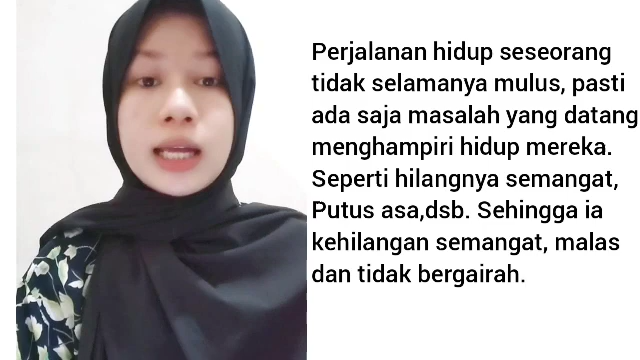 Perjalanan hidup seseorang
tidak selamanya mulus, pasti
ada saja masalah yang datang
menghampiri hidup mereka.
Seperti hilangnya semangat,
Putus asa,dsb. Sehingga ia
kehilangan semangat, malas
dan tidak bergairah.